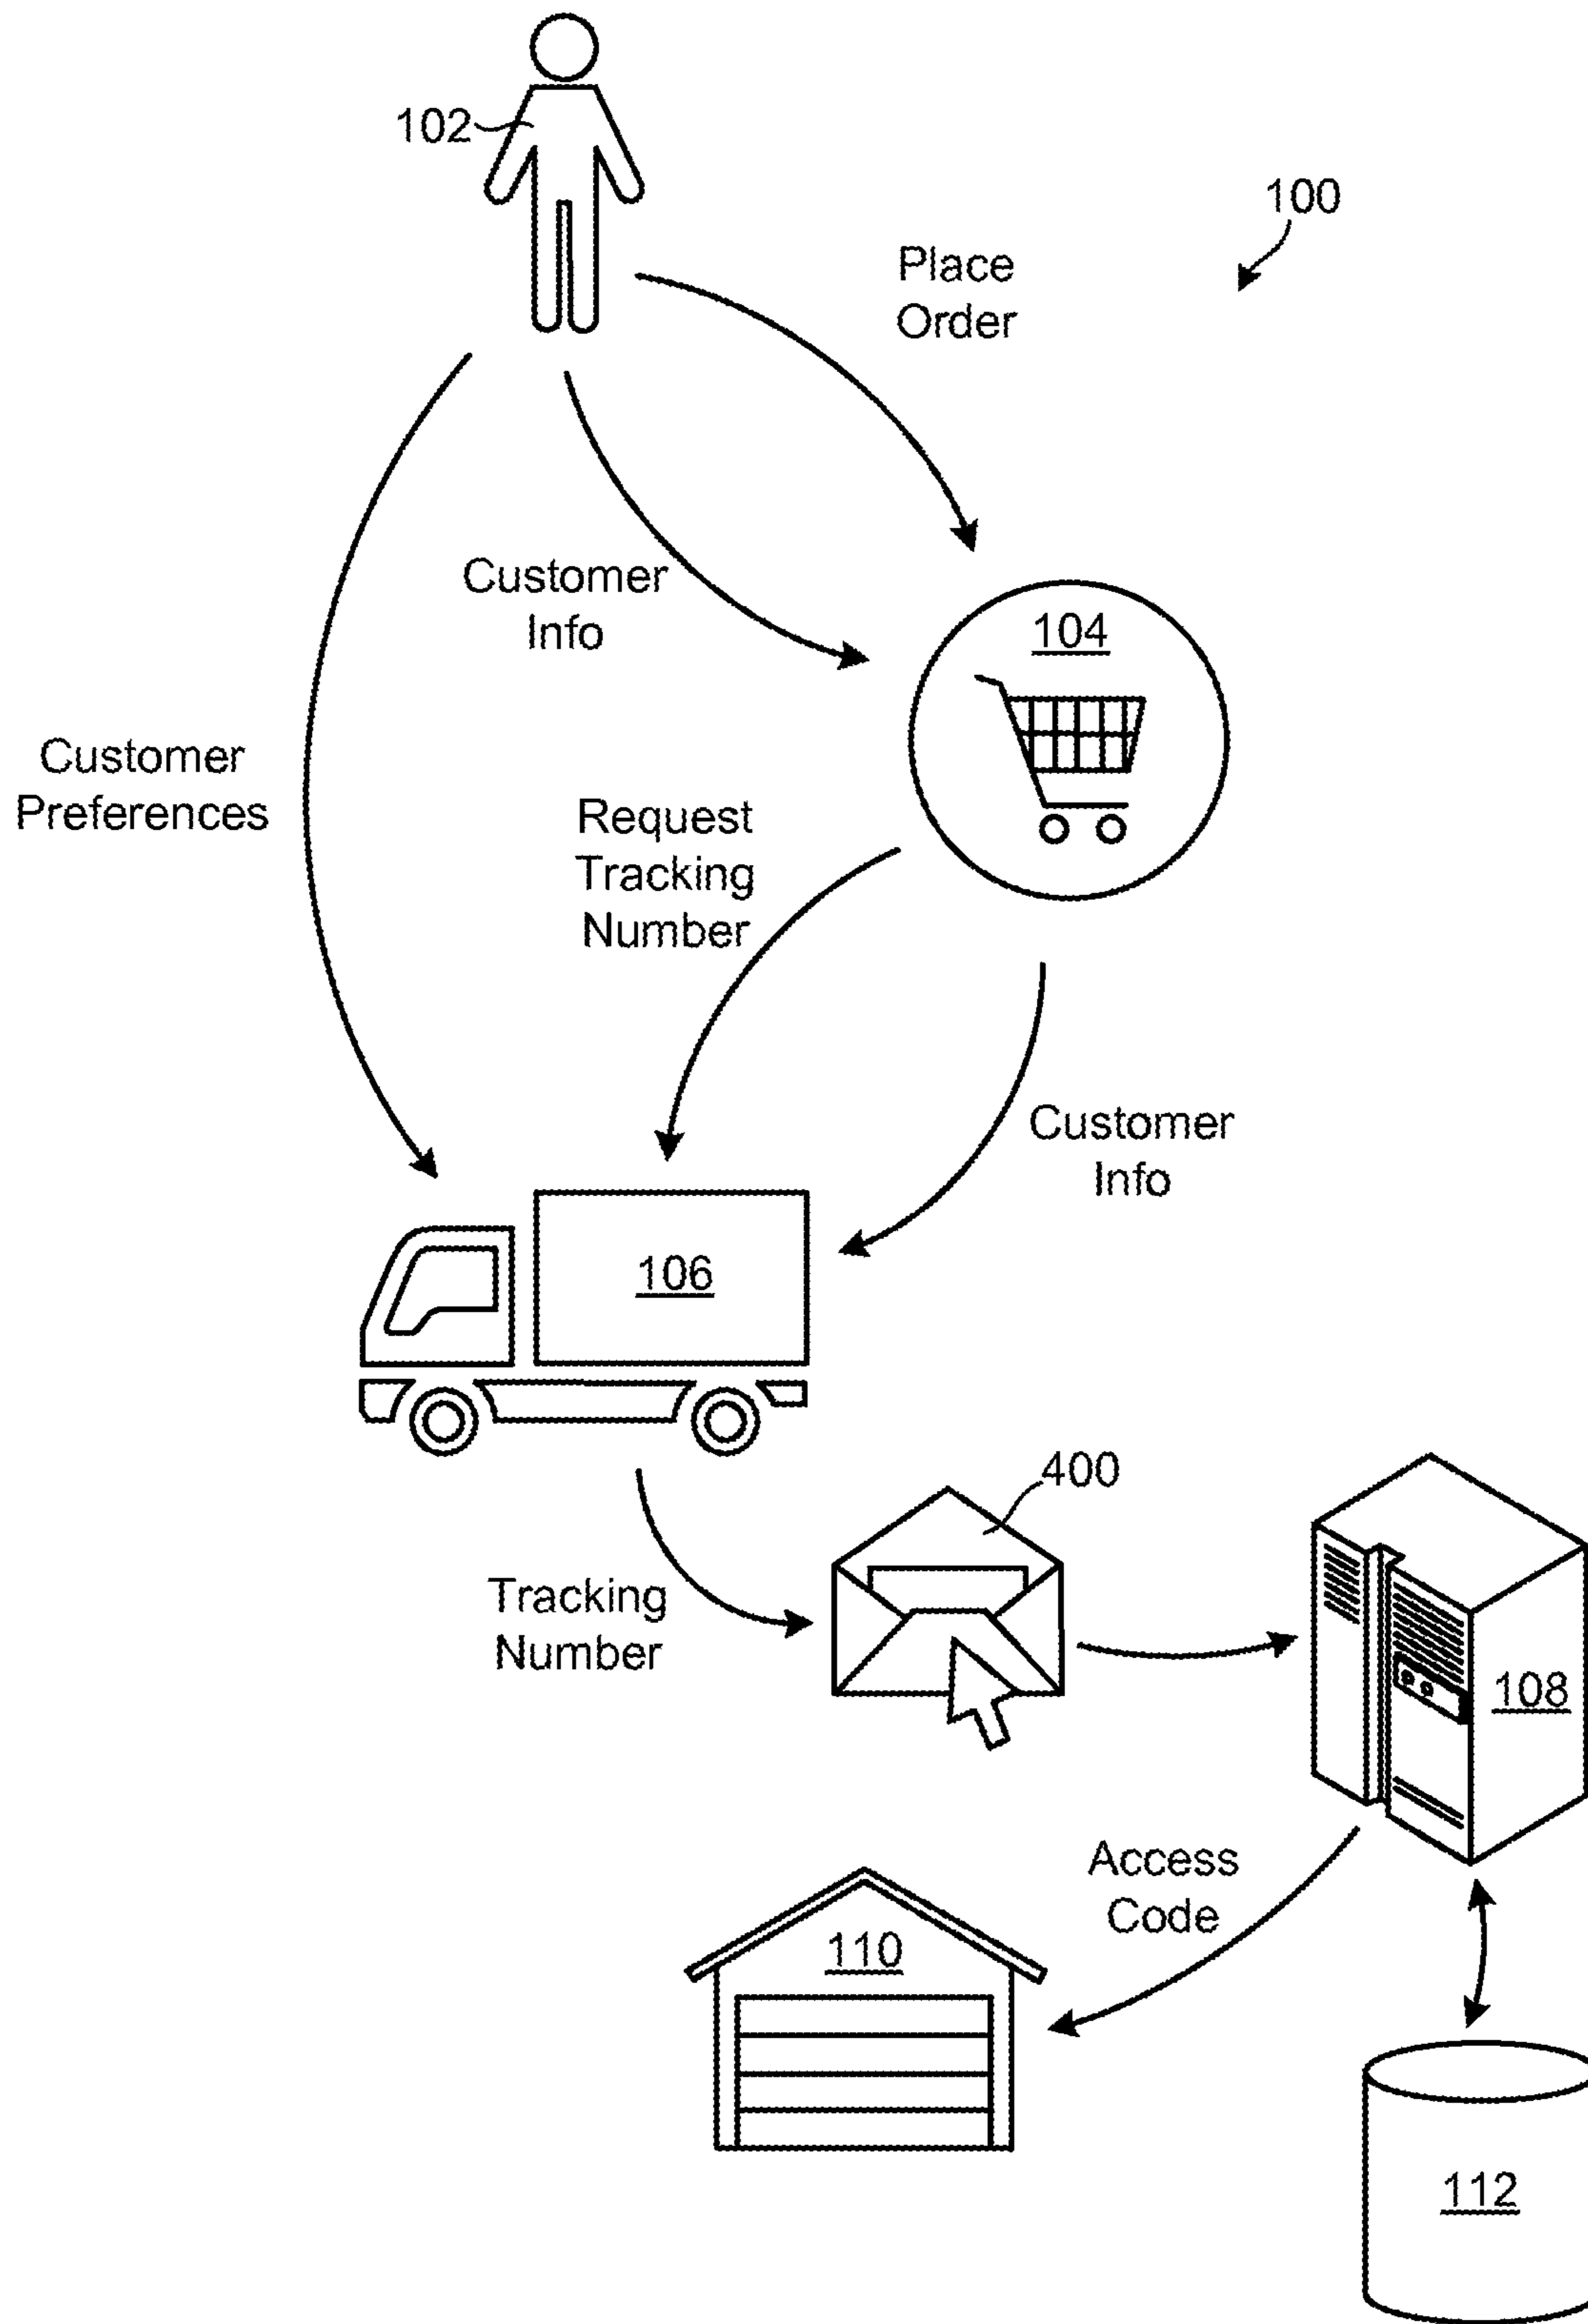 102
100
Place
Order
Customer
Info
104
Customer
Preferences
Request
Tracking
Number
Customer
Info
106
400
Tracking
Number
108
Access
Code
110
112